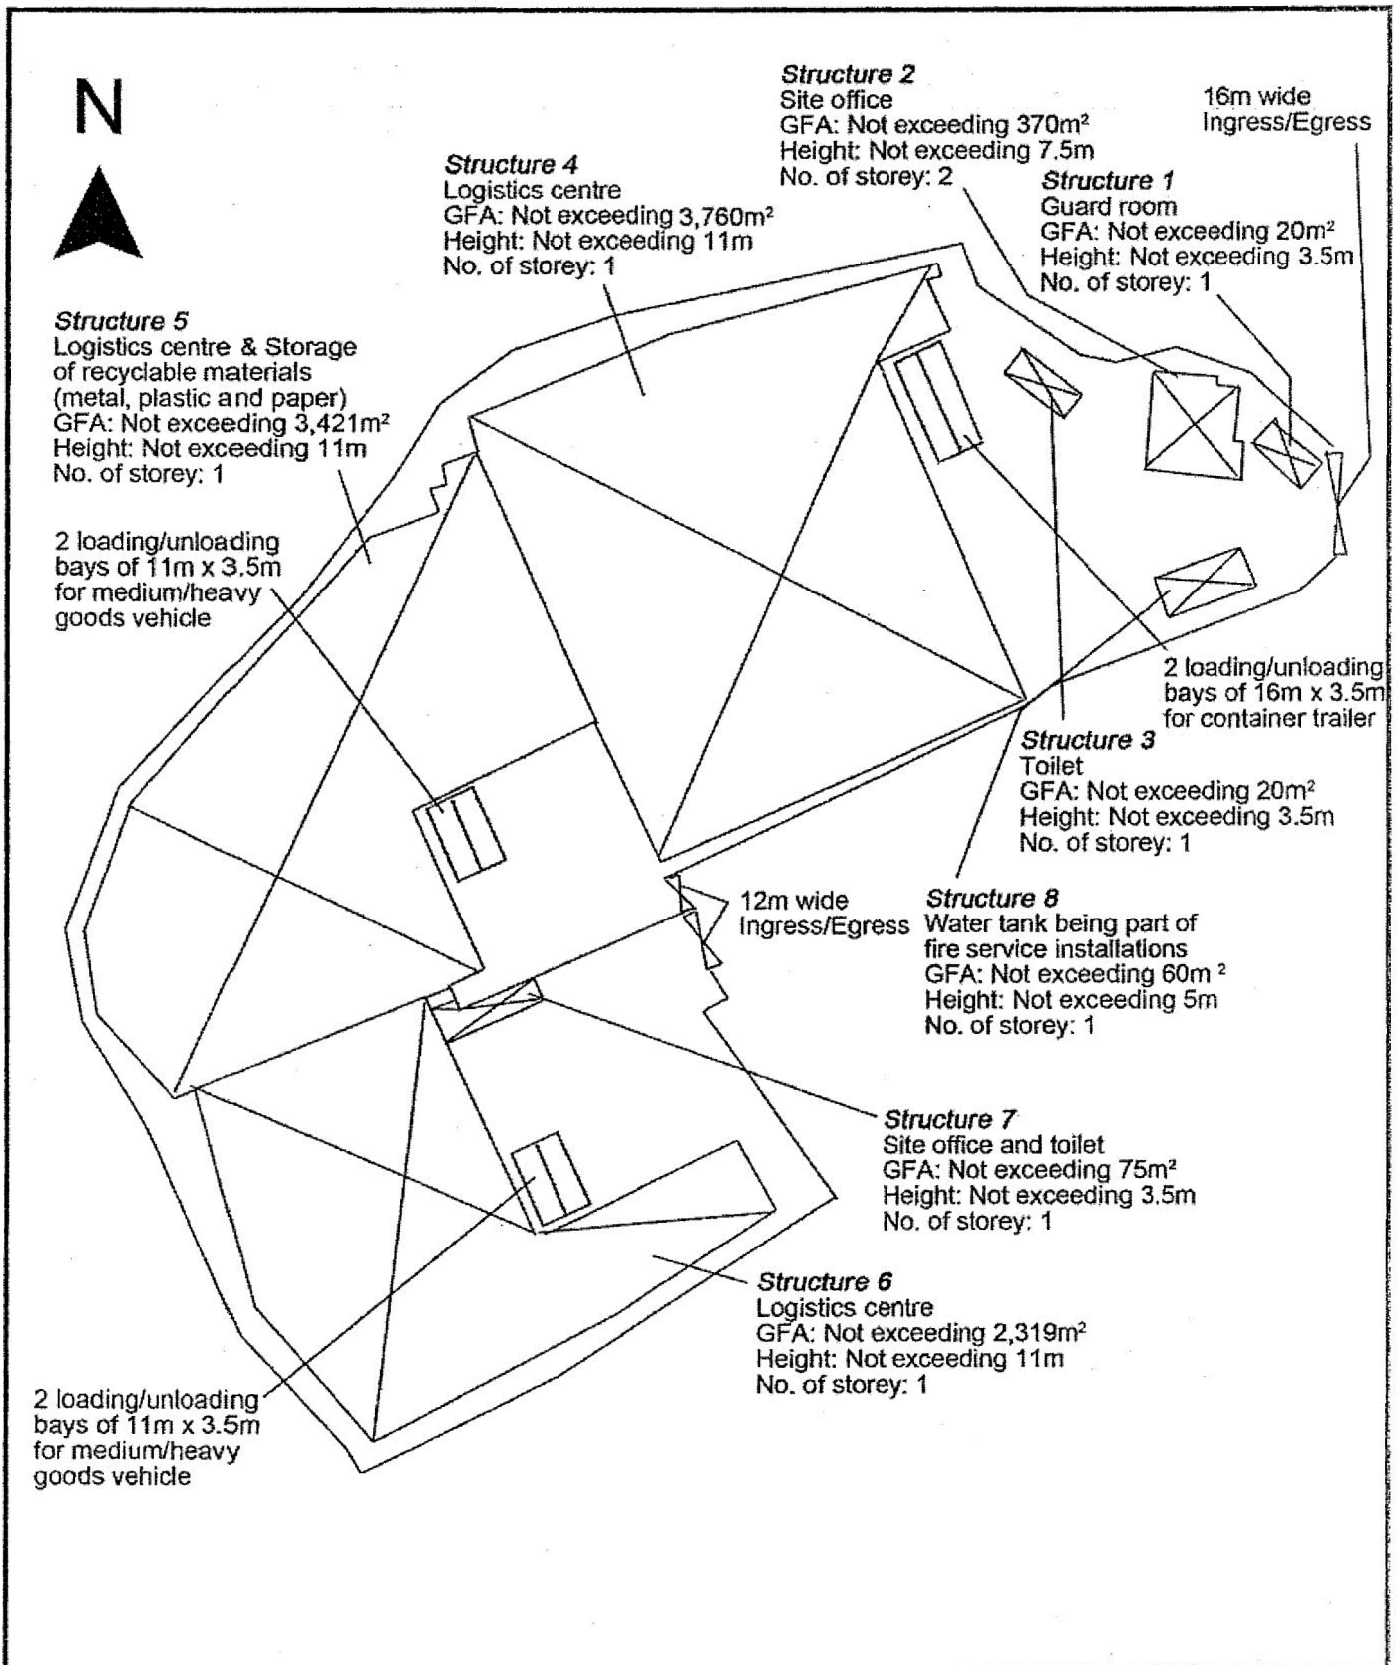 N
Structure 2
Site office
GFA: Not exceeding 370m²
Height: Not exceeding 7.5m
No. of storey: 2
16m wide
Ingress/Egress
Structure 4
Logistics centre
GFA: Not exceeding 3,760m²
Height: Not exceeding 11m
No. of storey: 1
Structure 1
Guard room
GFA: Not exceeding 20m²
Height: Not exceeding 3.5m
No. of storey: 1
Structure 5
Logistics centre & Storage
of recyclable materials
(metal, plastic and paper)
GFA: Not exceeding 3,421m²
Height: Not exceeding 11m
No. of storey: 1
2 loading/unloading
bays of 11m x 3.5m
for medium/heavy
goods vehicle
2 loading/unloading
bays of 16m x 3.5m
for container trailer
Structure 3
Toilet
GFA: Not exceeding 20m²
Height: Not exceeding 3.5m
No. of storey: 1
12m wide
Ingress/Egress
Structure 8
Water tank being part of
fire service installations
GFA: Not exceeding 60m ²
Height: Not exceeding 5m
No. of storey: 1
Structure 7
Site office and toilet
GFA: Not exceeding 75m²
Height: Not exceeding 3.5m
No. of storey: 1
Structure 6
Logistics centre
GFA: Not exceeding 2,319m²
Height: Not exceeding 11m
No. of storey: 1
2 loading/unloading
bays of 11m x 3.5m
for medium/heavy
goods vehicle